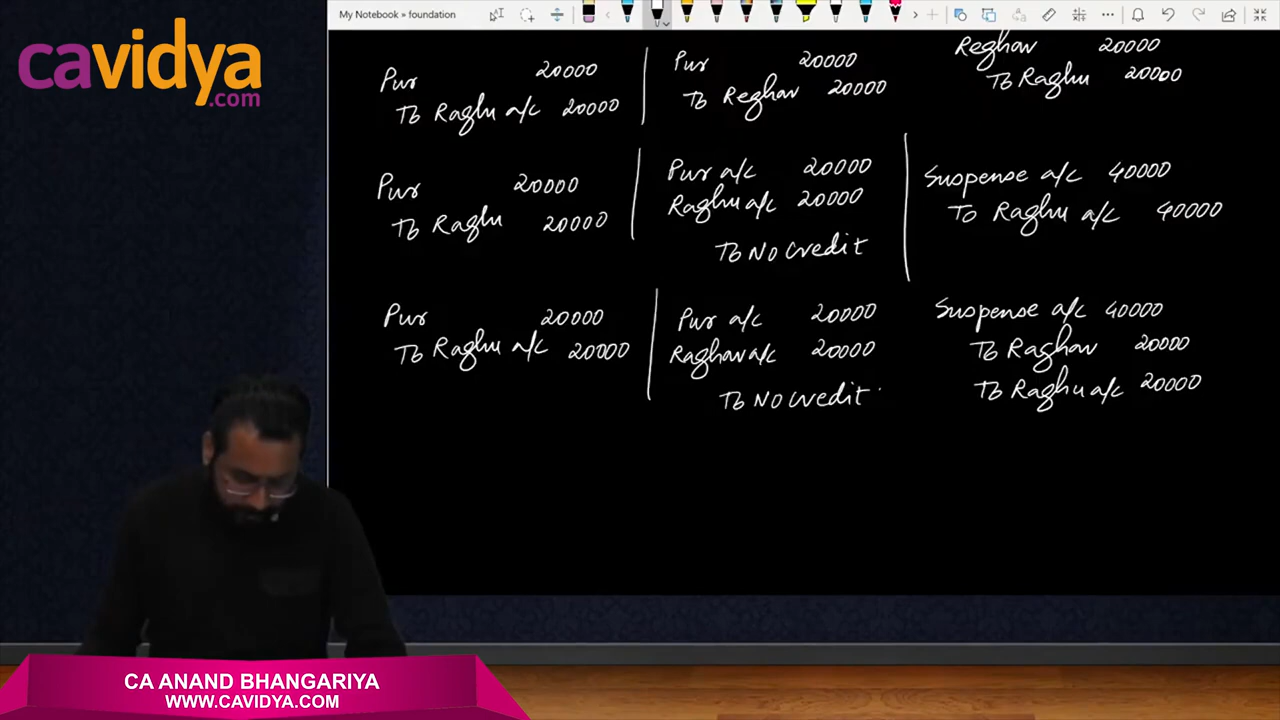 cavidya
.com
My Notebook » foundation
Pur 20000
To Raghu a/c 20000
Pur 20000
To Reghav 20000
Reghav 20000
To Raghu 20000
Pur 20000
To Raghu 20000
Pur a/c 20000
Raghu a/c 20000
To No credit
Suspense a/c 40000
To Raghu a/c 40000
Pur 20000
To Raghu a/c 20000
Pur a/c 20000
Raghav a/c 20000
To No credit
Suspense a/c 40000
To Raghav 20000
To Raghu a/c 20000
CA ANAND BHANGARIYA
WWW.CAVIDYA.COM